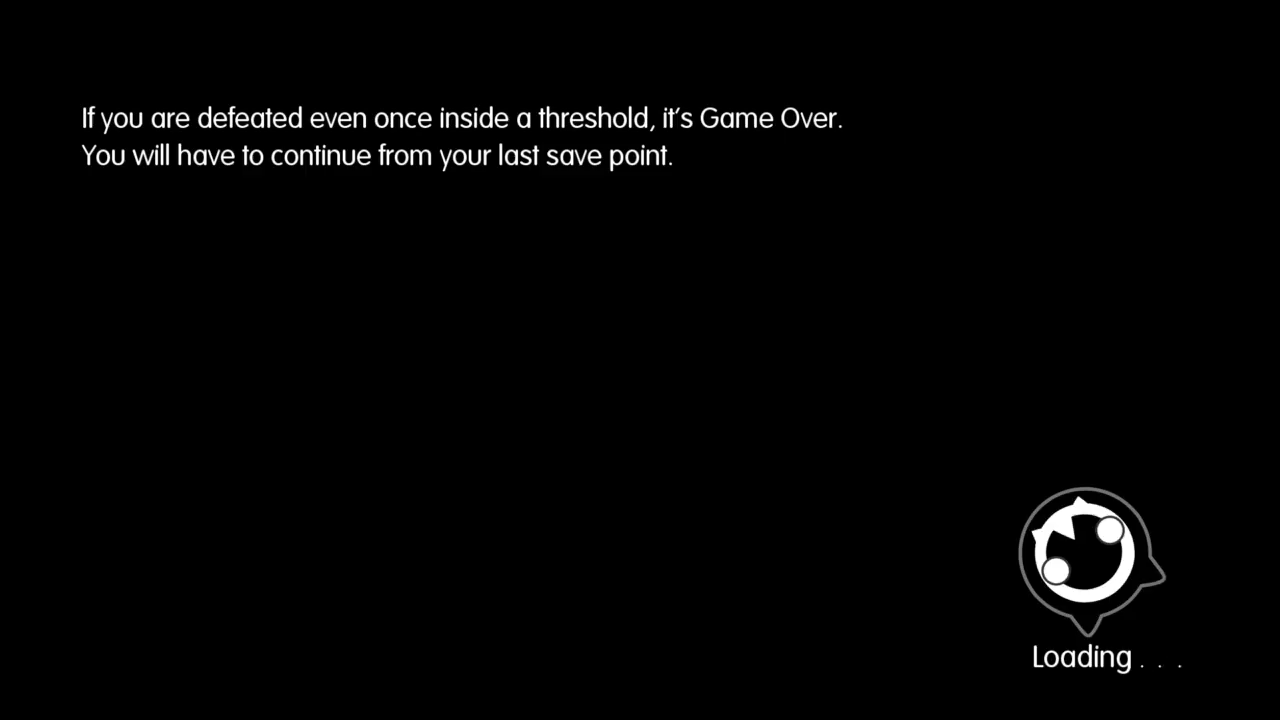 If you are defeated even once inside a threshold, it's Game Over.
You will have to continue from your last save point.
Loading . . .